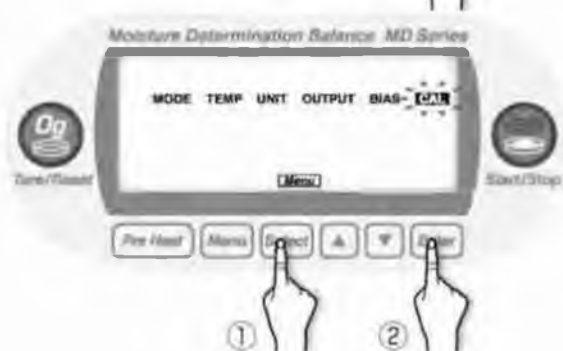 Moisture Determination Balance MD Series
MODE TEMP UNIT OUTPUT BIAS- CAL
0g
Menu
Tare/Reset Start/Stop
Pre Heat Menu Select ▲ ▼ Enter
① ②